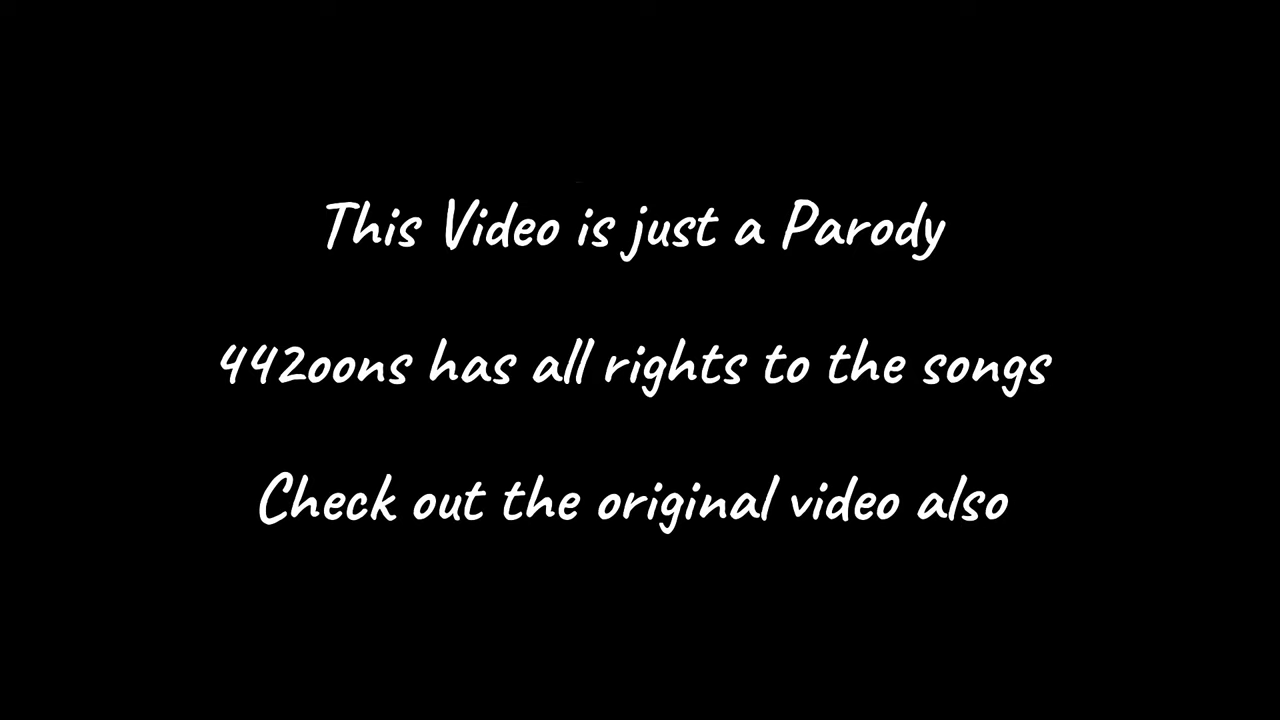 This Video is just a Parody
442oons has all rights to the songs
Check out the original video also